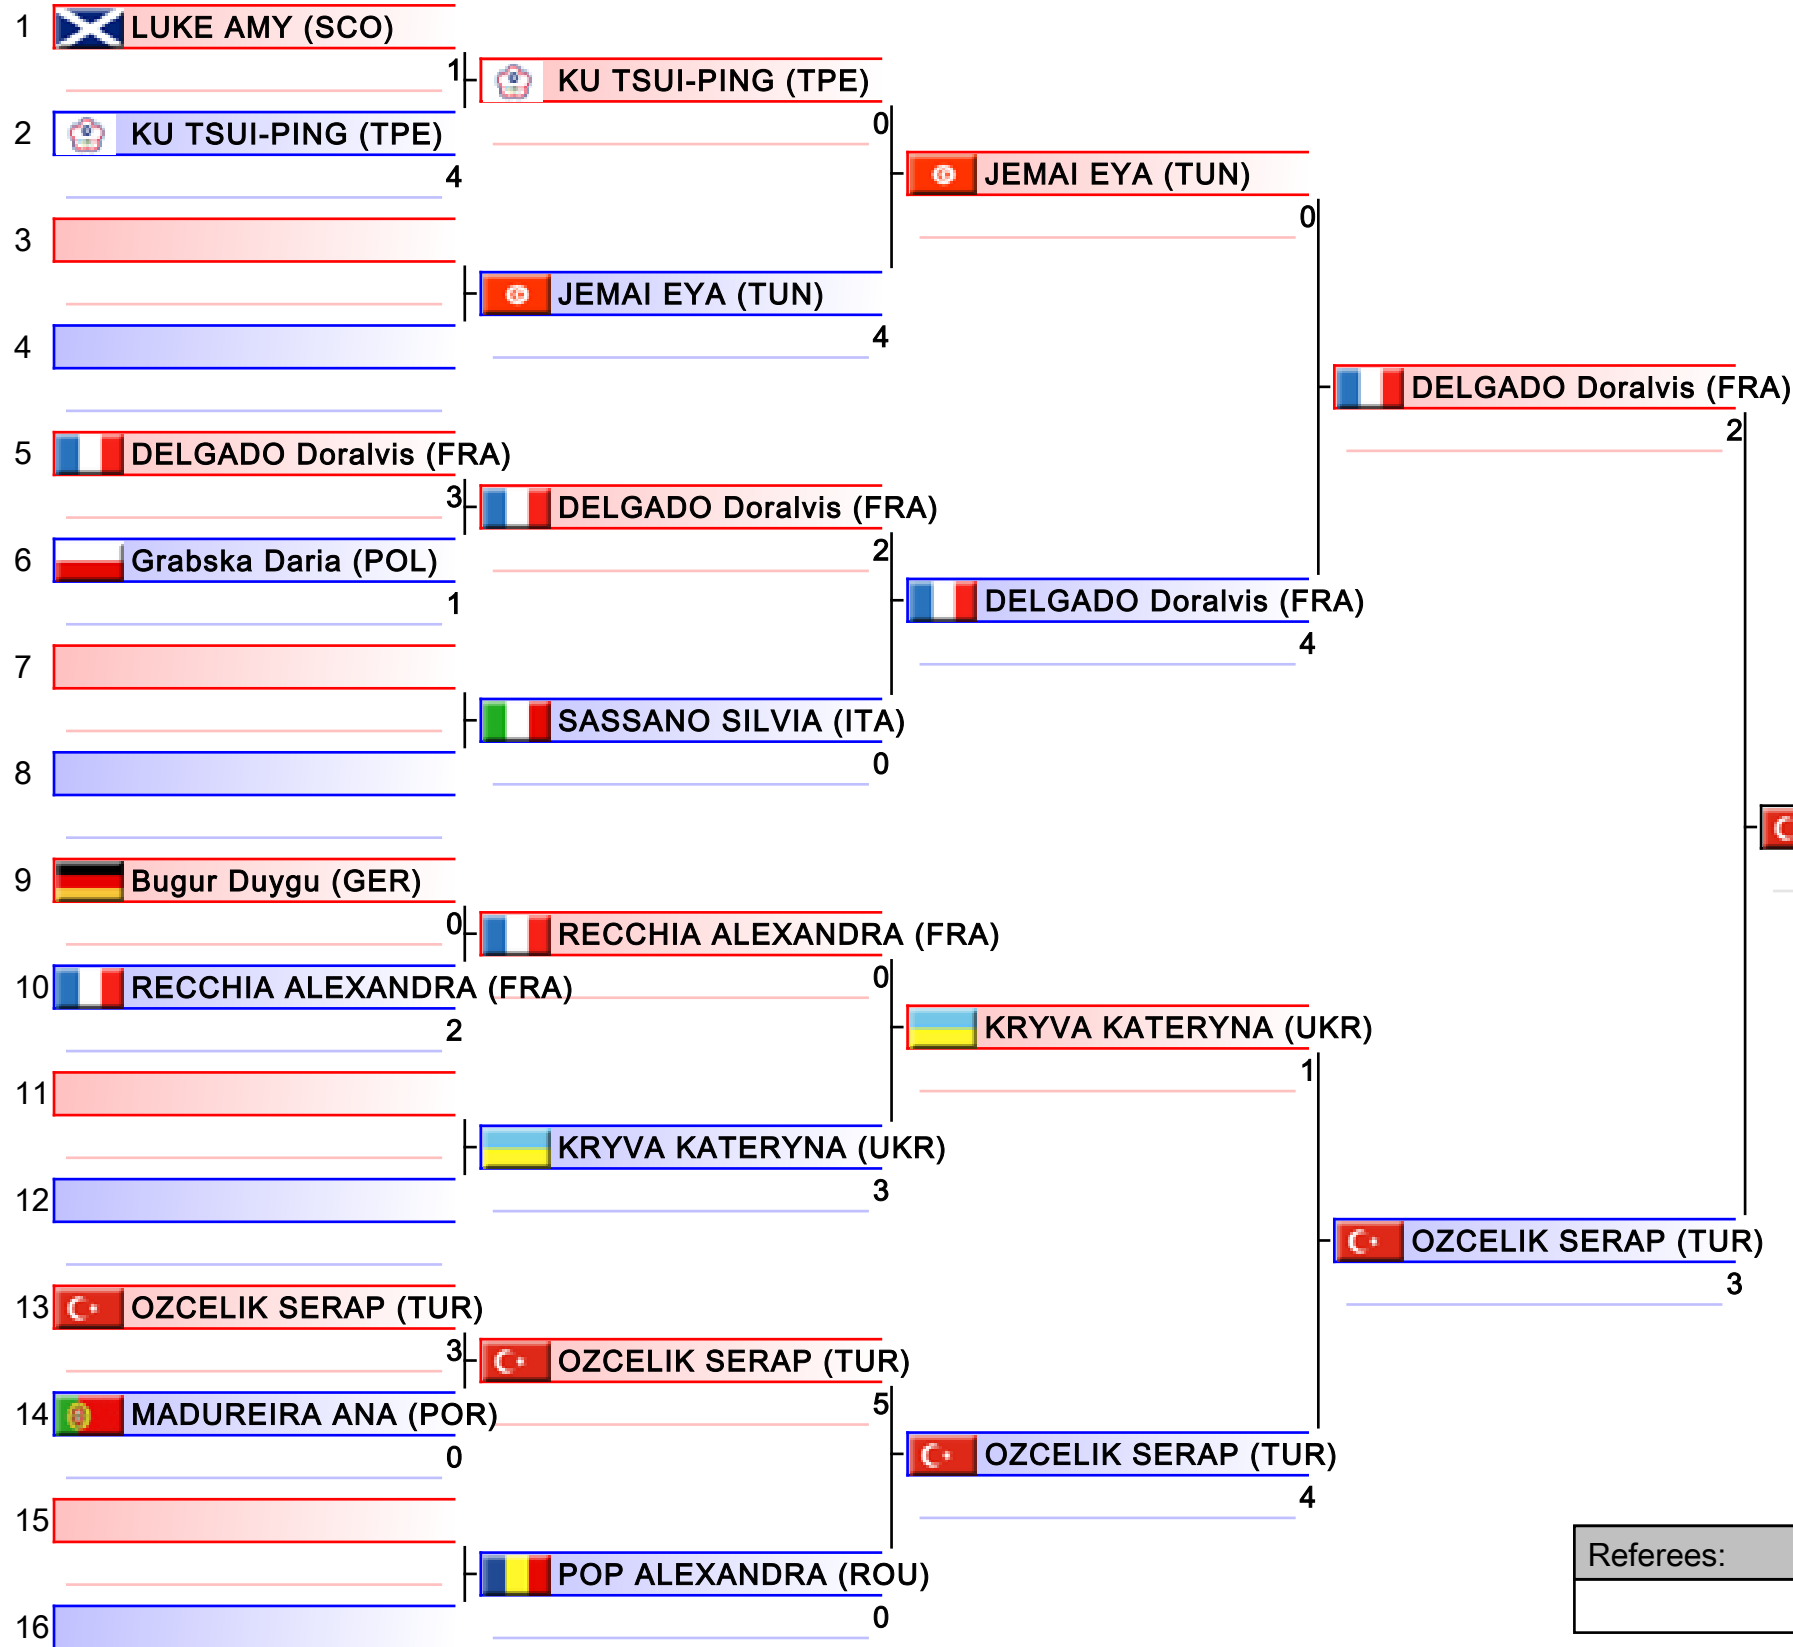 1 LUKE AMY (SCO)
1 KU TSUI-PING (TPE)
2 KU TSUI-PING (TPE)
0
4
JEMAI EYA (TUN)
3
0
JEMAI EYA (TUN)
4
4
DELGADO Doralvis (FRA)
2
5 DELGADO Doralvis (FRA)
3 DELGADO Doralvis (FRA)
6 Grabska Daria (POL)
2
1
DELGADO Doralvis (FRA)
4
7
SASSANO SILVIA (ITA)
8
0
9 Bugur Duygu (GER)
0 RECCHIA ALEXANDRA (FRA)
10 RECCHIA ALEXANDRA (FRA)
0
2
KRYVA KATERYNA (UKR)
1
11
KRYVA KATERYNA (UKR)
12
3
OZCELIK SERAP (TUR)
3
13 OZCELIK SERAP (TUR)
3 OZCELIK SERAP (TUR)
14 MADUREIRA ANA (POR)
5
0
OZCELIK SERAP (TUR)
4
15
Referees:
POP ALEXANDRA (ROU)
16
0